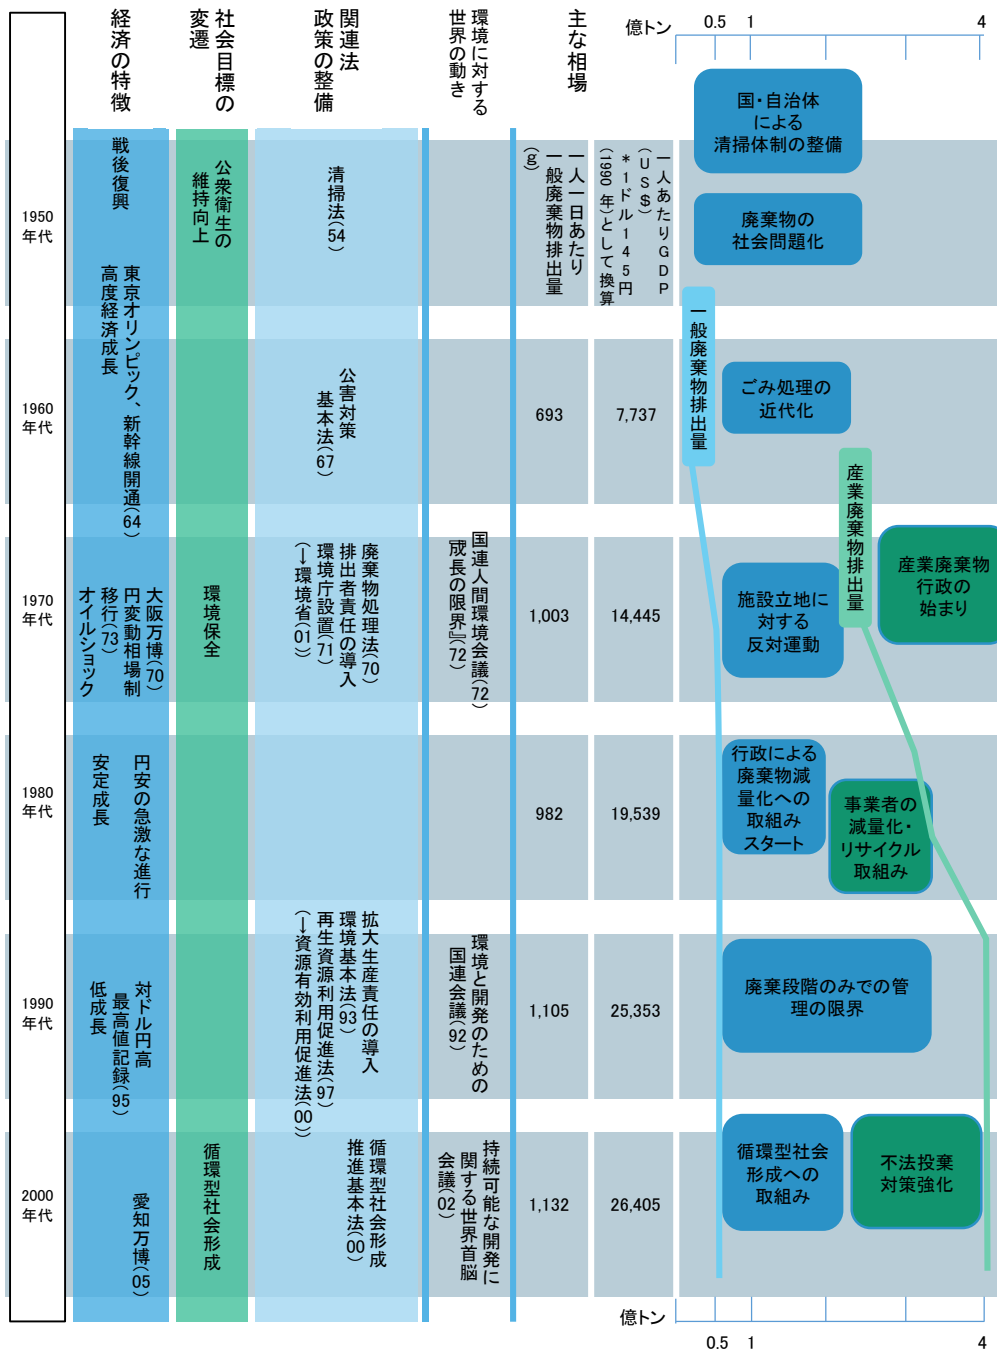 経済の特徴
社会目標の
変遷
関連法
政策の整備
環境に対する
世界の動き
主な相場
億トン
0.5
1
4
1950
年代
戦後復興
公衆衛生の
維持向上
清掃法(54)
一人一日あたり
一般廃棄物排出量
(g)
一人あたりGDP
(US$)
*1ドル145円
(1990年)として換算
国・自治体
による
清掃体制の整備
廃棄物の
社会問題化
1960
年代
東京オリンピック、新幹線開通(64)
高度経済成長
公害対策
基本法(67)
693
7,737
一般廃棄物排出量
ごみ処理の
近代化
産業廃棄物排出量
1970
年代
大阪万博(70)
円変動相場制
移行(73)
オイルショック
環境保全
廃棄物処理法(70)
排出者責任の導入
環境庁設置(71)
(→環境省(01))
国連人間環境会議(72)
『成長の限界』(72)
1,003
14,445
施設立地に
対する
反対運動
産業廃棄物
行政の
始まり
1980
年代
円安の急激な進行
安定成長
982
19,539
行政による
廃棄物減
量化への
取組み
スタート
事業者の
減量化・
リサイクル
取組み
1990
年代
対ドル円高
最高値記録(95)
低成長
拡大生産責任の導入
環境基本法(93)
再生資源利用促進法(97)
(→資源有効利用促進法(00))
環境と開発のための
国連会議(92)
1,105
25,353
廃棄段階のみでの管
理の限界
2000
年代
愛知万博(05)
循環型社会形成
循環型社会形成
推進基本法(00)
持続可能な開発に
関する世界首脳
会議(02)
1,132
26,405
循環型社会
形成への
取組み
不法投棄
対策強化
億トン
0.5
1
4